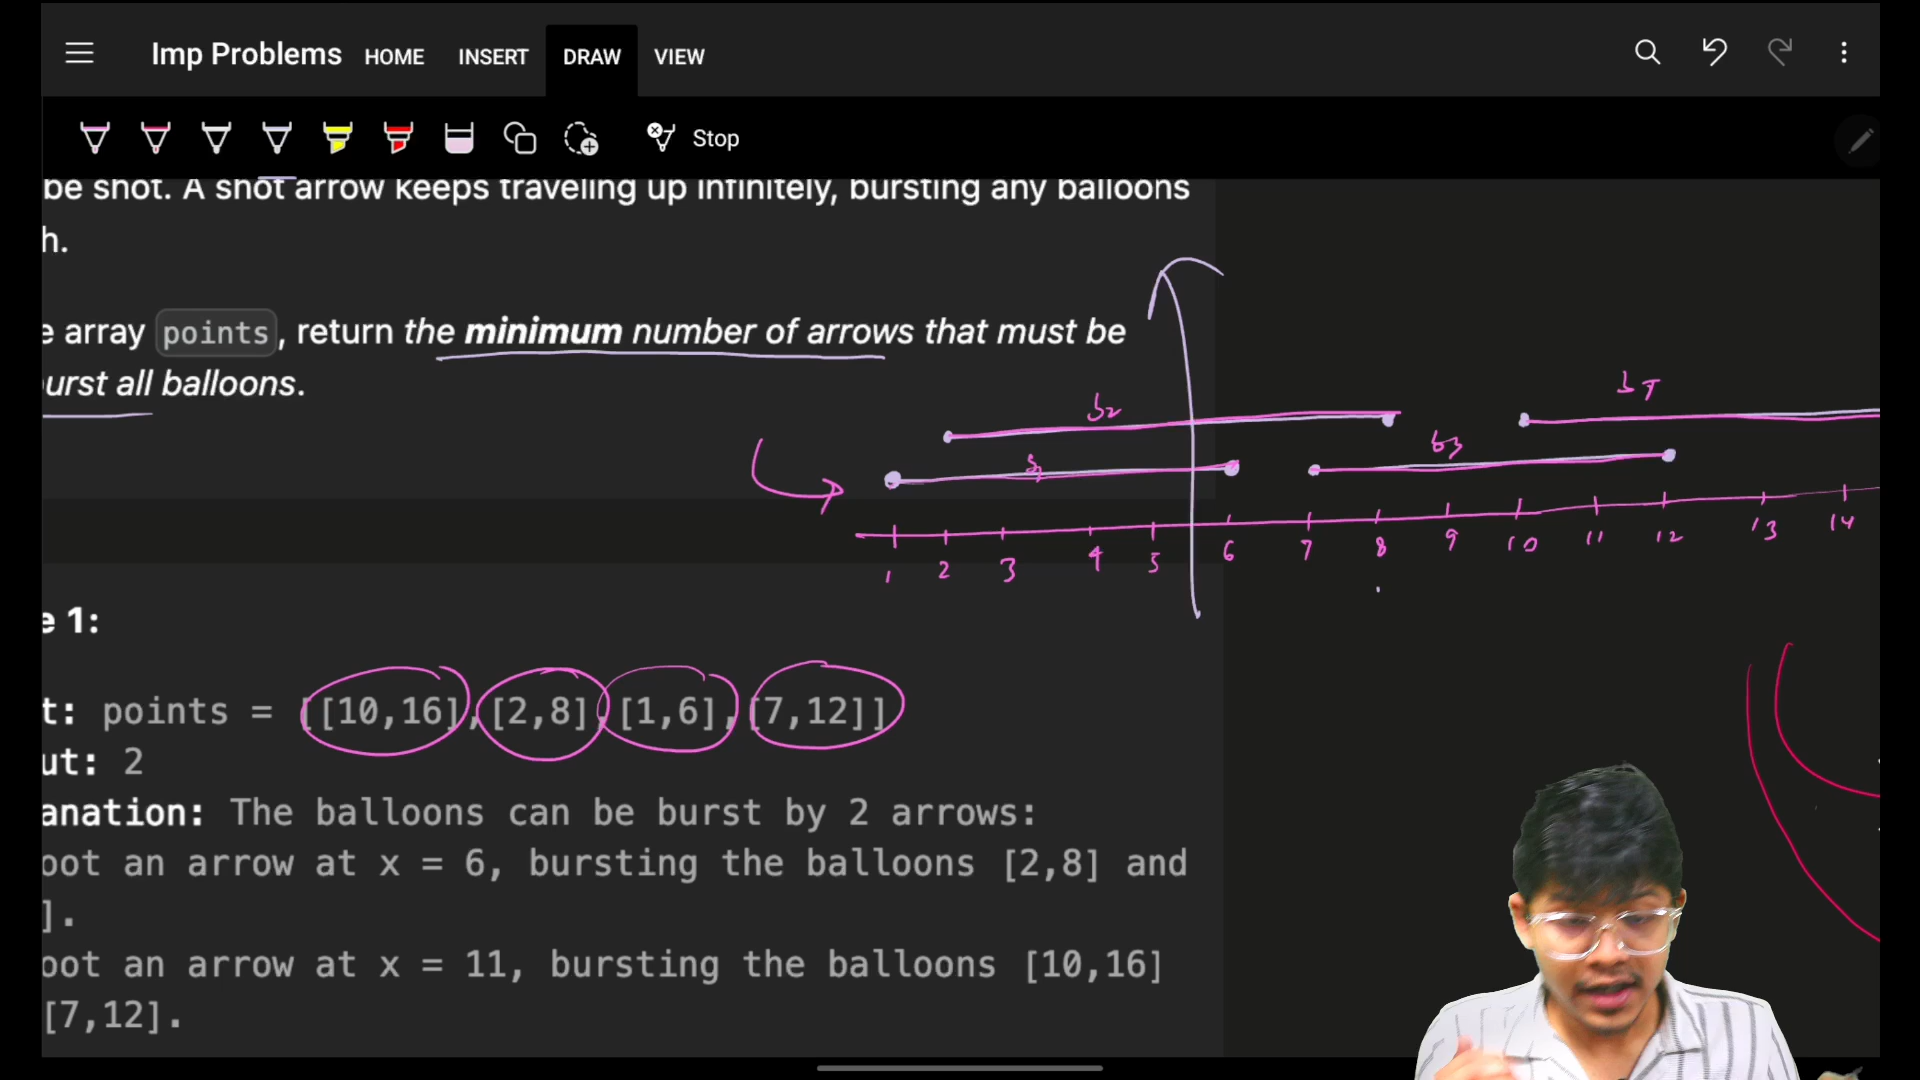 Imp Problems HOME INSERT DRAW VIEW
Stop
be shot. A shot arrow keeps traveling up infinitely, bursting any balloons
h.
e array points, return the minimum number of arrows that must be
urst all balloons.
b2
b3
1 2 3 4 5 6 7 8 9 10 11 12 13 14
e 1:
t: points = [[10,16],[2,8],[1,6],[7,12]]
ut: 2
anation: The balloons can be burst by 2 arrows:
oot an arrow at x = 6, bursting the balloons [2,8] and
].
oot an arrow at x = 11, bursting the balloons [10,16]
[7,12].